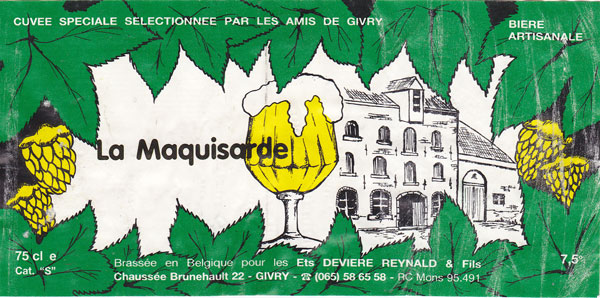 CUVEE SPECIALE SELECTIONNEE PAR LES AMIS DE GIVRY
BIERE
ARTISANALE
La Maquisarde
75 cl e
Cat. "S"
Brassée en Belgique pour les Ets DEVIERE REYNALD & Fils
Chaussée Brunehault 22 - GIVRY - ☎ (065) 58 65 58 - RC Mons 95.491
7,5°